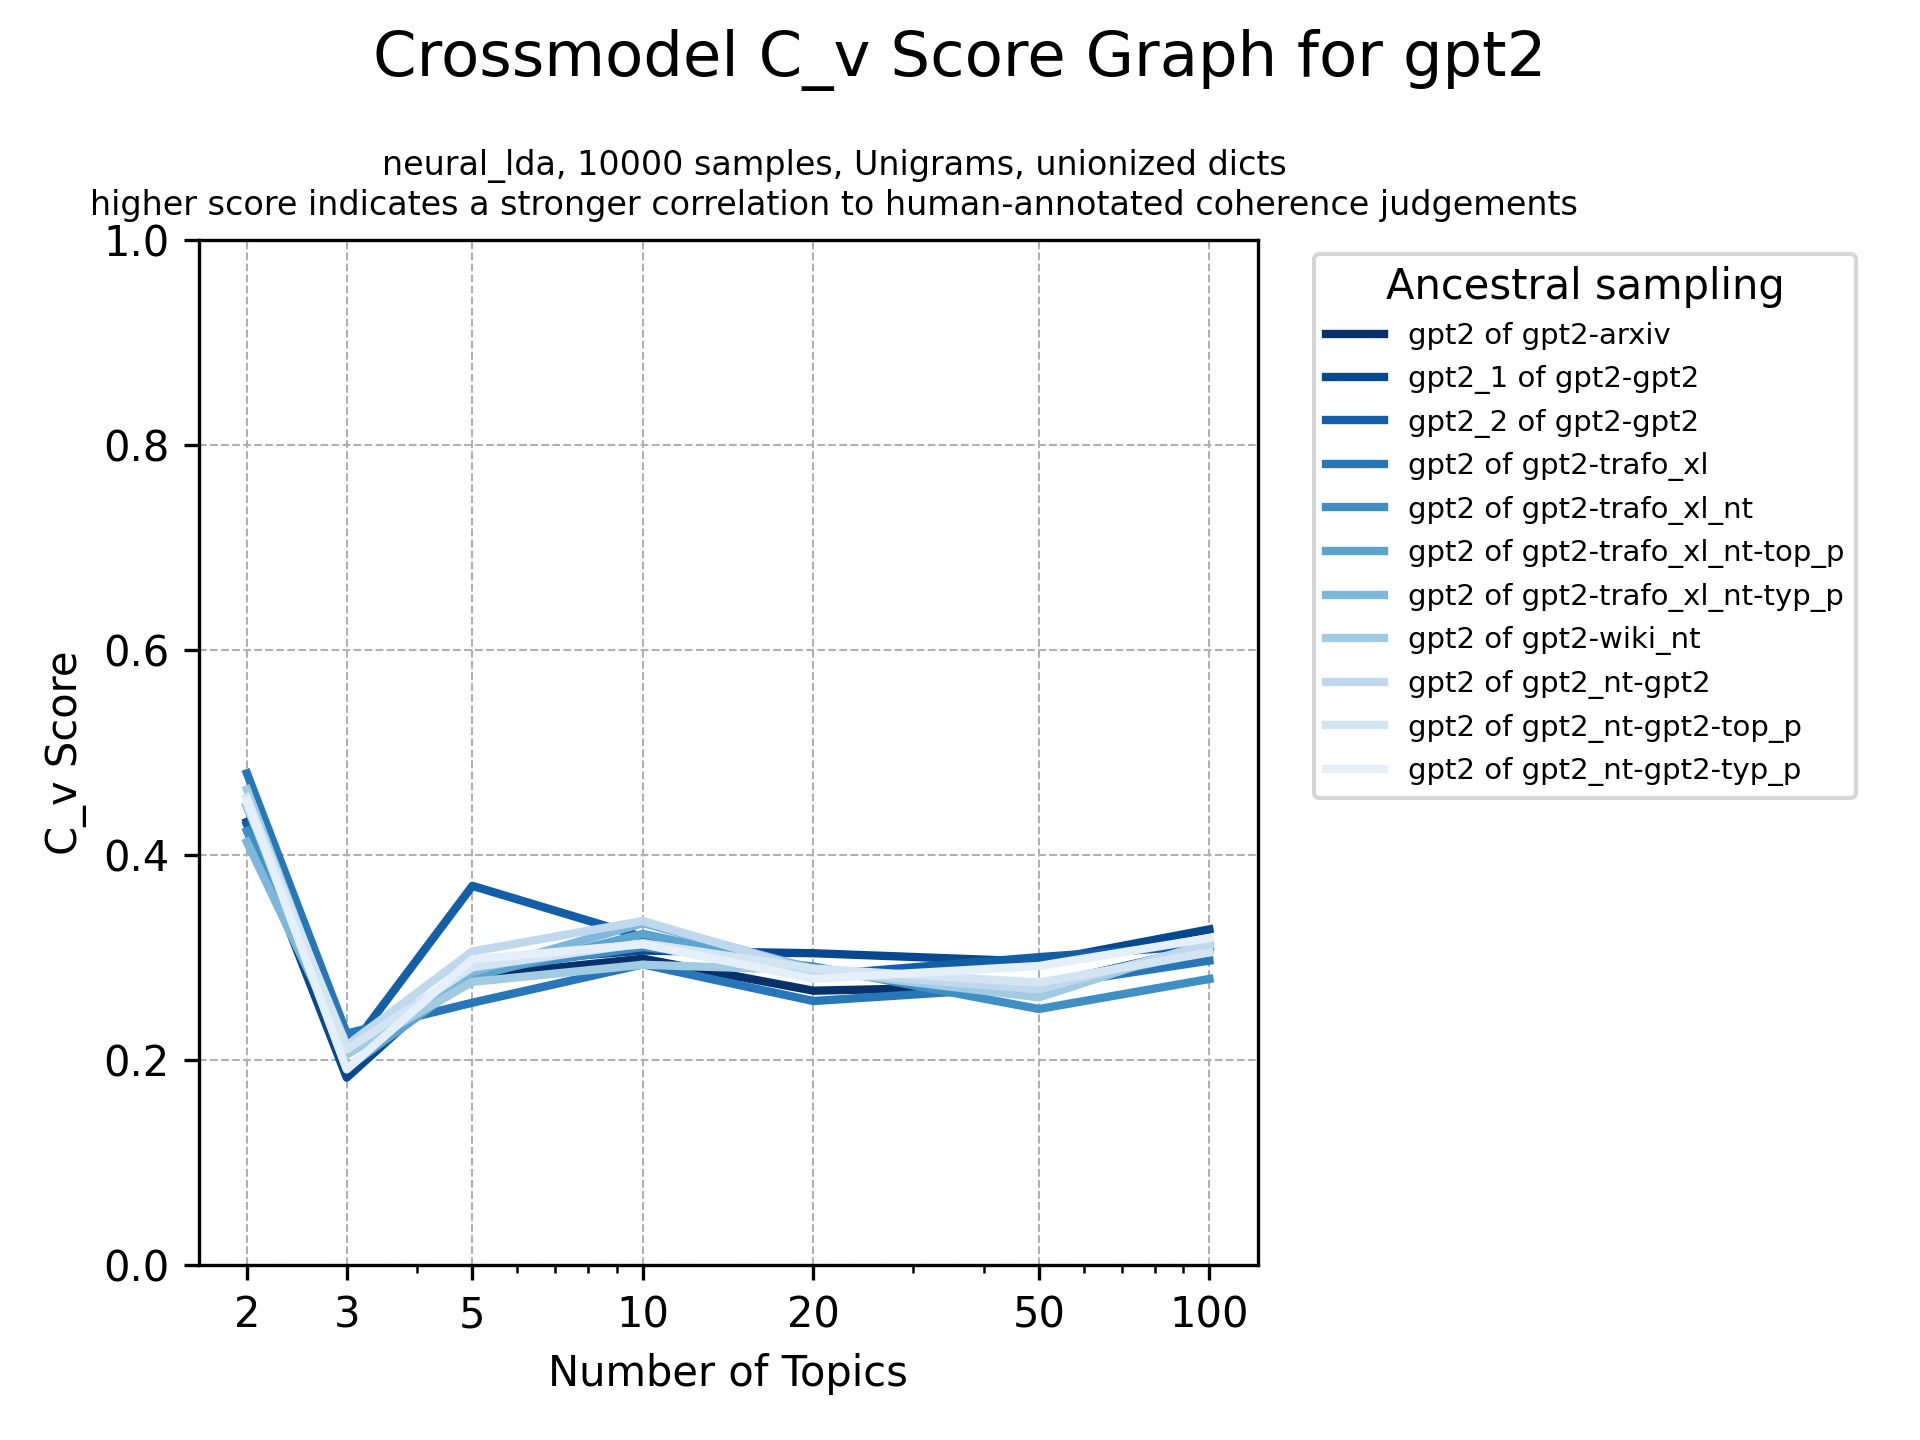 Crossmodel C_v Score Graph for gpt2
neural_lda, 10000 samples, Unigrams, unionized dicts
higher score indicates a stronger correlation to human-annotated coherence judgements
1.0
0.8
0.6
0.4
0.2
0.0
C_v Score
2 3 5 10 20 50 100
Number of Topics
Ancestral sampling
gpt2 of gpt2-arxiv
gpt2_1 of gpt2-gpt2
gpt2_2 of gpt2-gpt2
gpt2 of gpt2-trafo_xl
gpt2 of gpt2-trafo_xl_nt
gpt2 of gpt2-trafo_xl_nt-top_p
gpt2 of gpt2-trafo_xl_nt-typ_p
gpt2 of gpt2-wiki_nt
gpt2 of gpt2_nt-gpt2
gpt2 of gpt2_nt-gpt2-top_p
gpt2 of gpt2_nt-gpt2-typ_p